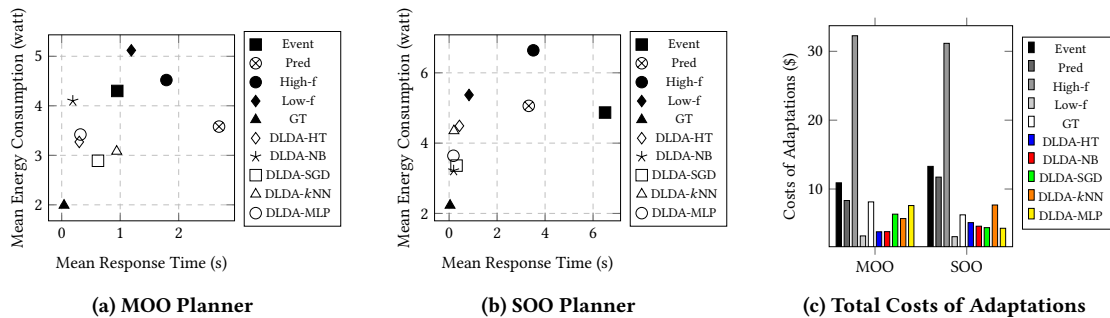 Mean Energy Consumption (watt)
5
4
3
2
0
1
2
Mean Response Time (s)
Event
Pred
High-f
Low-f
GT
DLDA-HT
DLDA-NB
DLDA-SGD
DLDA-kNN
DLDA-MLP
(a) MOO Planner
Mean Energy Consumption (watt)
6
4
2
0
2
4
6
Mean Response Time (s)
Event
Pred
High-f
Low-f
GT
DLDA-HT
DLDA-NB
DLDA-SGD
DLDA-kNN
DLDA-MLP
(b) SOO Planner
Costs of Adaptations ($)
30
20
10
MOO
SOO
Event
Pred
High-f
Low-f
GT
DLDA-HT
DLDA-NB
DLDA-SGD
DLDA-kNN
DLDA-MLP
(c) Total Costs of Adaptations